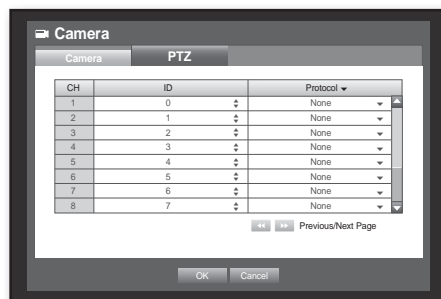 Camera
Camera PTZ
CH ID Protocol
1 0 None
2 1 None
3 2 None
4 3 None
5 4 None
6 5 None
7 6 None
8 7 None
Previous/Next Page
OK Cancel